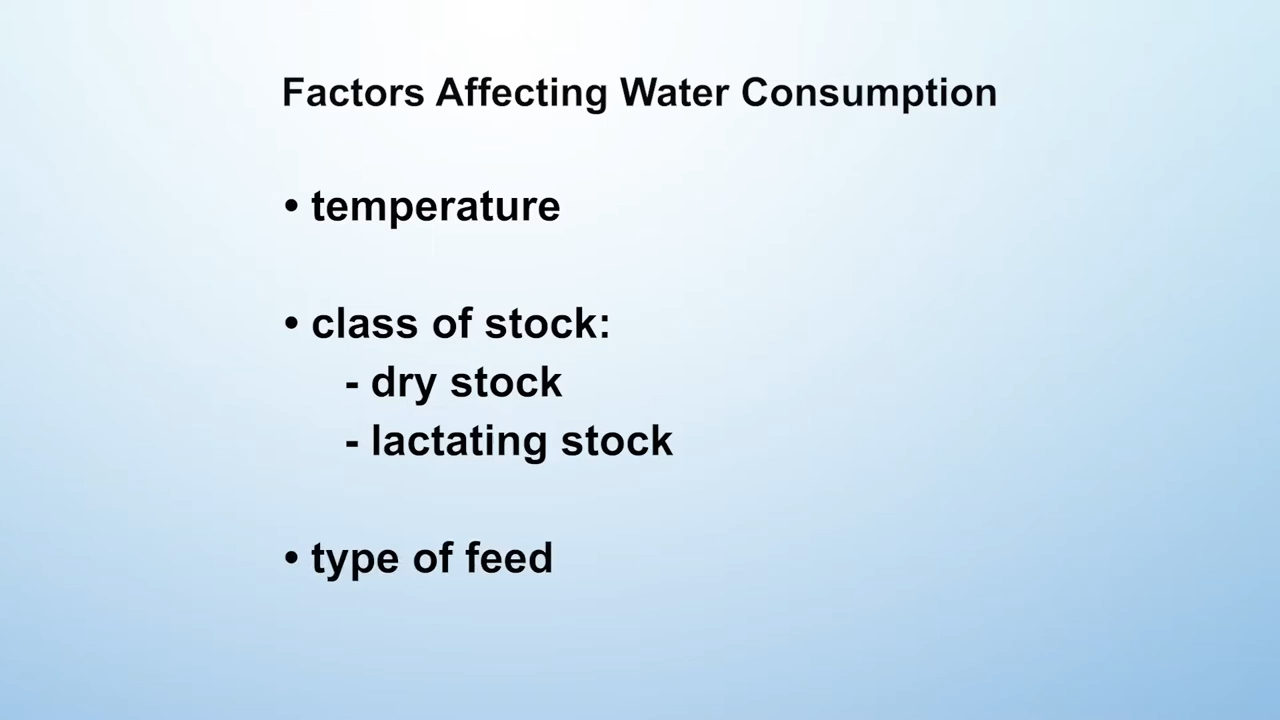 Factors Affecting Water Consumption
• temperature
• class of stock:
- dry stock
- lactating stock
• type of feed